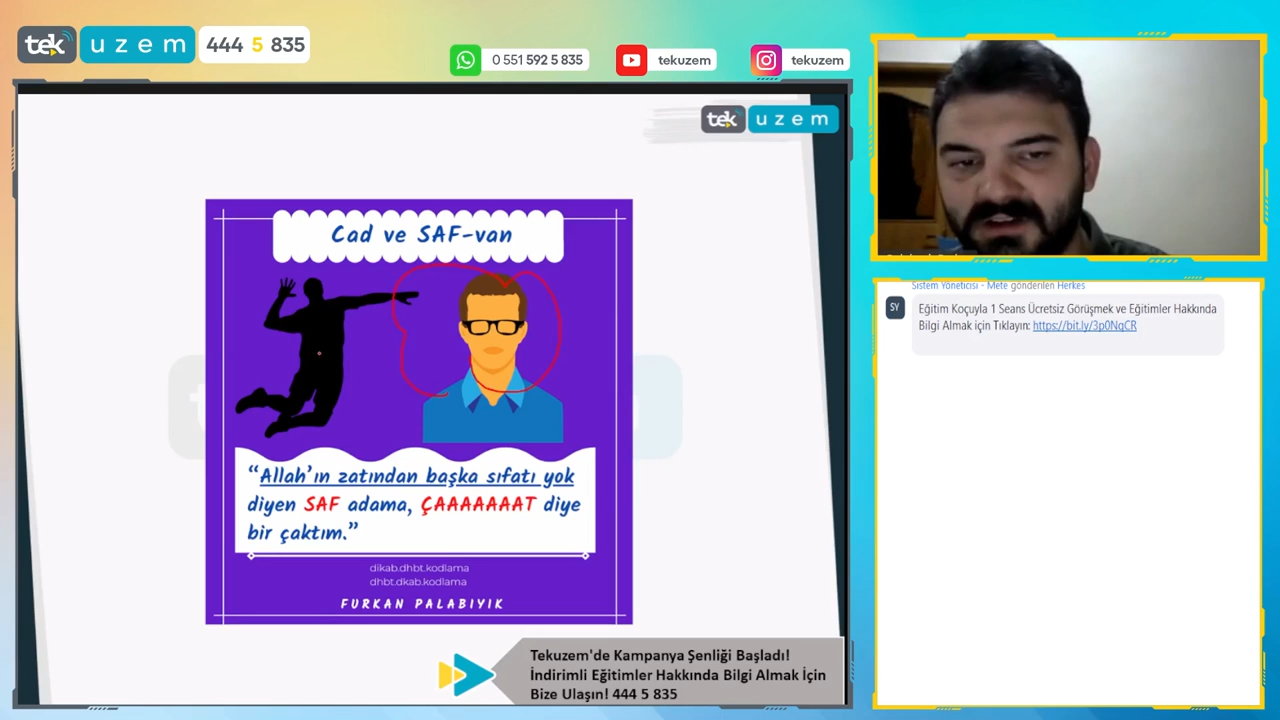 tek uzem 444 5 835
0 551 592 5 835
tekuzem
tekuzem
tek uzem
Cad ve SAF-van
“Allah’ın zatından başka sıfatı yok
diyen SAF adama, ÇAAAAAAAT diye
bir çaktım.”
dikab.dhbt.kodlama
dhbt.dkab.kodlama
FURKAN PALABIYIK
Tekuzem'de Kampanya Şenliği Başladı!
İndirimli Eğitimler Hakkında Bilgi Almak İçin
Bize Ulaşın! 444 5 835
Sistem Yöneticisi - Mete gönderilen Herkes
SY
Eğitim Koçuyla 1 Seans Ücretsiz Görüşmek ve Eğitimler Hakkında
Bilgi Almak için Tıklayın: https://bit.ly/3p0NqCR